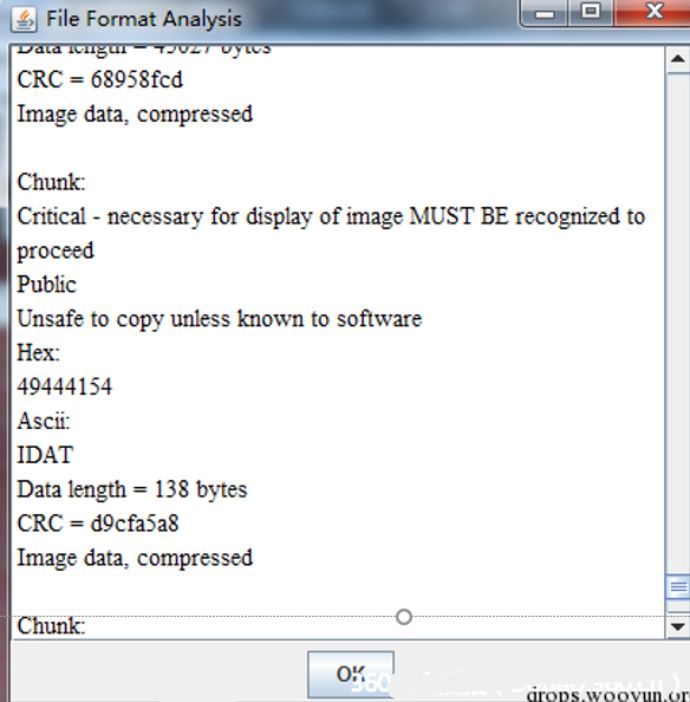 File Format Analysis
Data length = 45027 bytes
CRC = 68958fcd
Image data, compressed
Chunk:
Critical - necessary for display of image MUST BE recognized to
proceed
Public
Unsafe to copy unless known to software
Hex:
49444154
Ascii:
IDAT
Data length = 138 bytes
CRC = d9cfa5a8
Image data, compressed
Chunk:
OK
360
drops.wooyun.or